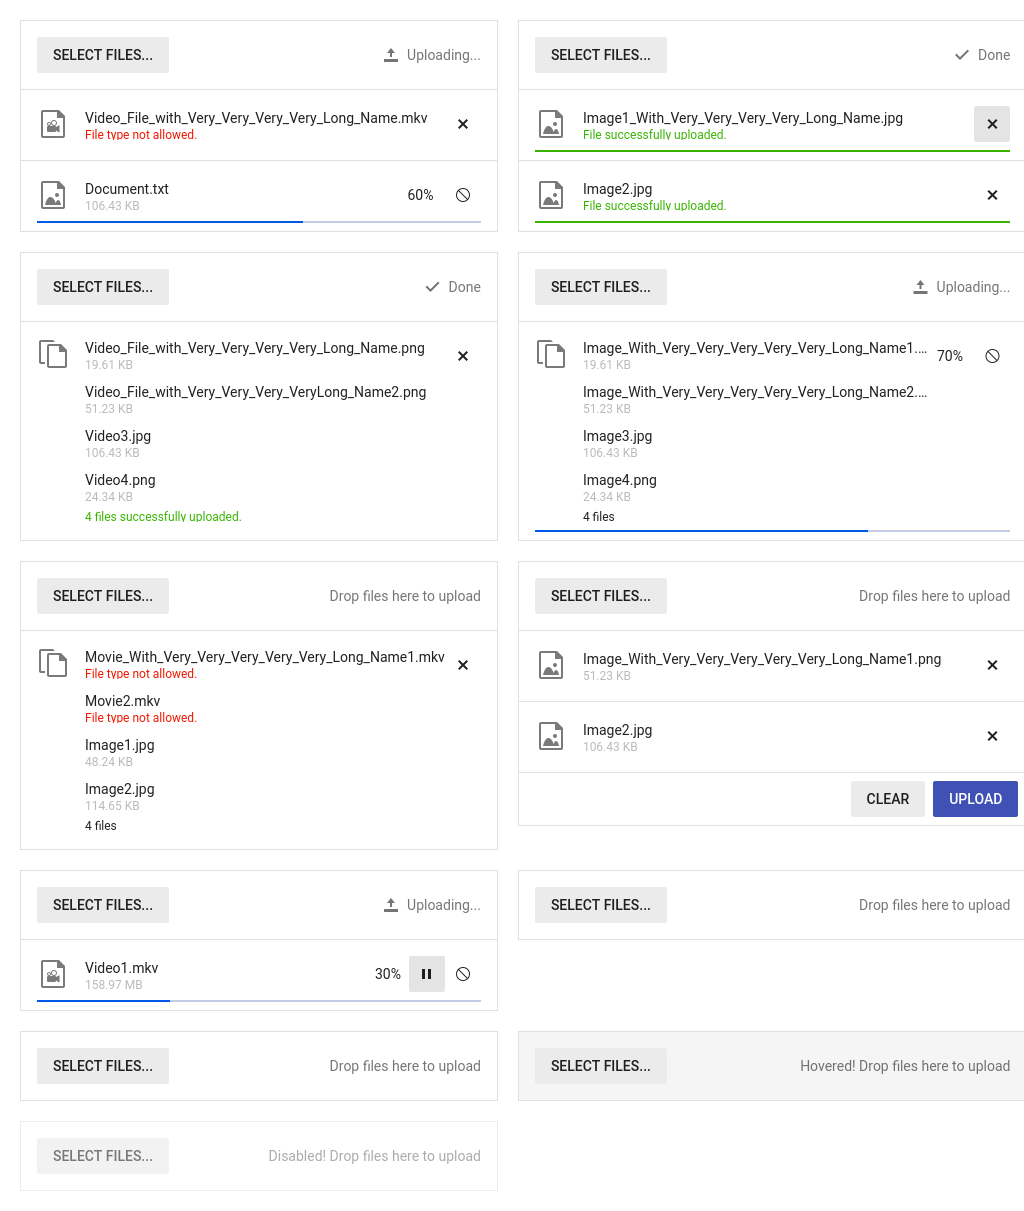 SELECT FILES...
Uploading...
Video_File_with_Very_Very_Very_Very_Long_Name.mkv
File type not allowed.
Document.txt
106.43 KB
60%
SELECT FILES...
Done
Image1_With_Very_Very_Very_Very_Long_Name.jpg
File successfully uploaded.
Image2.jpg
File successfully uploaded.
SELECT FILES...
Done
Video_File_with_Very_Very_Very_Very_Long_Name.png
19.61 KB
Video_File_with_Very_Very_Very_VeryLong_Name2.png
51.23 KB
Video3.jpg
106.43 KB
Video4.png
24.34 KB
4 files successfully uploaded.
SELECT FILES...
Uploading...
Image_With_Very_Very_Very_Very_Very_Long_Name1....
19.61 KB
70%
Image_With_Very_Very_Very_Very_Very_Long_Name2....
51.23 KB
Image3.jpg
106.43 KB
Image4.png
24.34 KB
4 files
SELECT FILES...
Drop files here to upload
Movie_With_Very_Very_Very_Very_Very_Long_Name1.mkv
File type not allowed.
Movie2.mkv
File type not allowed.
Image1.jpg
48.24 KB
Image2.jpg
114.65 KB
4 files
SELECT FILES...
Drop files here to upload
Image_With_Very_Very_Very_Very_Very_Long_Name1.png
51.23 KB
Image2.jpg
106.43 KB
CLEAR
UPLOAD
SELECT FILES...
Uploading...
Video1.mkv
158.97 MB
30%
SELECT FILES...
Drop files here to upload
SELECT FILES...
Drop files here to upload
SELECT FILES...
Hovered! Drop files here to upload
SELECT FILES...
Disabled! Drop files here to upload